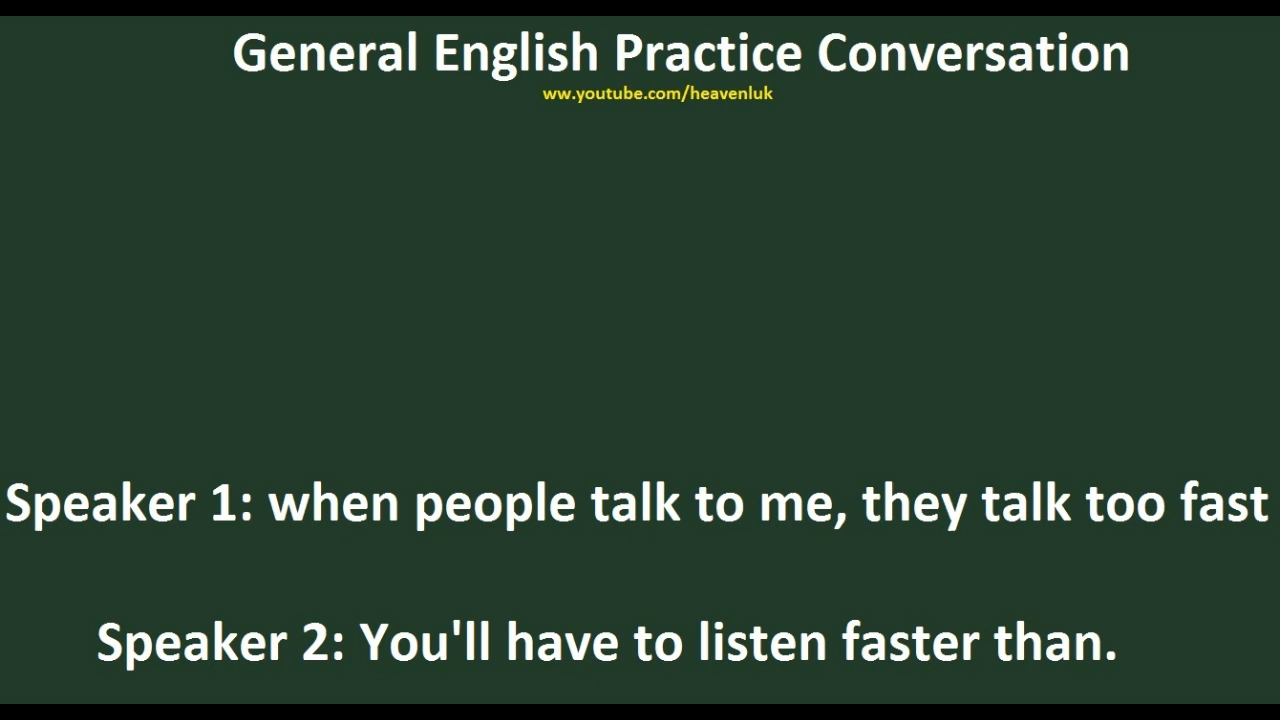 General English Practice Conversation
ww.youtube.com/heavenluk
Speaker 1: when people talk to me, they talk too fast
Speaker 2: You'll have to listen faster than.